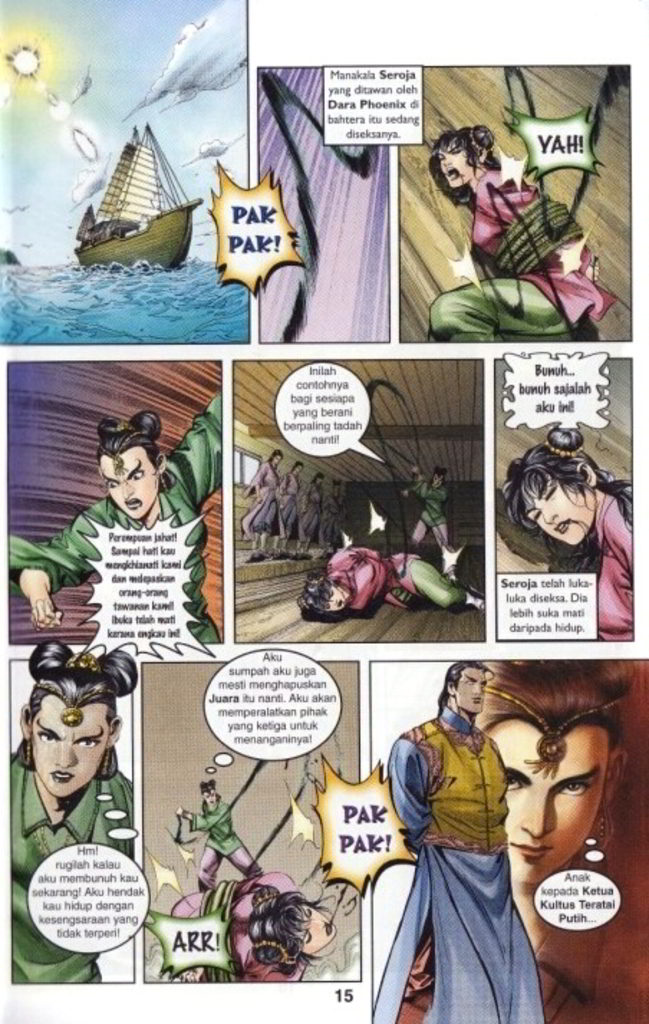 Manakala Seroja
yang ditawan oleh
Dara Phoenix di
bahtera itu sedang
diseksanya.
PAK
PAK!
YAH!
Perempuan jahat!
Sampai hati kau
mengkhianati kami
dan melepaskan
orang-orang
tawanan kami!
Ibuku telah mati
kerana engkau ini!
Inilah
contohnya
bagi sesiapa
yang berani
berpaling tadah
nanti!
Bunuh...
bunuh sajalah
aku ini!
Seroja telah luka-
luka diseksa. Dia
lebih suka mati
daripada hidup.
Hm!
rugilah kalau
aku membunuh kau
sekarang! Aku hendak
kau hidup dengan
kesengsaraan yang
tidak terperi!
Aku
sumpah aku juga
mesti menghapuskan
Juara itu nanti. Aku akan
memperalatkan pihak
yang ketiga untuk
menanganinya!
ARR!
PAK
PAK!
Anak
kepada Ketua
Kultus Teratai
Putih...
15